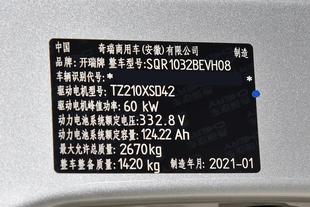 中国 奇瑞商用车(安徽)有限公司 制造
品牌:开瑞牌 整车型号:SQR1032BEVH08
车辆识别代号:
* *
驱动电机型号:TZ210XSD42
驱动电机峰值功率:60 kW
动力电池系统额定电压:332.8 V
动力电池系统额定容量:124.22 Ah
最大允许总质量:2670kg
整车整备质量:1420 kg 制造年月:2021-01